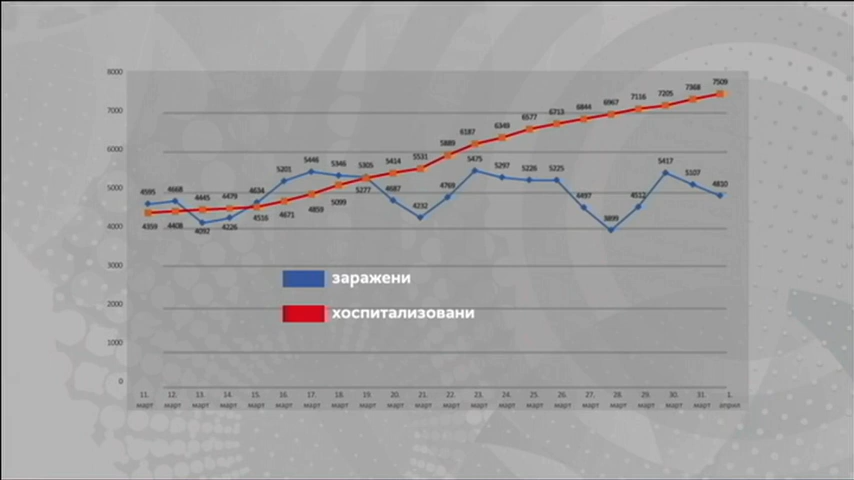 8000
7000
6000
5000
4000
3000
2000
1000
0
4595 4668 4445 4479 4634 5201 5446 5346 5305 5414 5531 5889 6187 6349 6577 6713 6844 6967 7116 7205 7368 7509
4359 4408 4092 4226 4516 4671 4859 5099 5277 4687 4232 4769 5475 5297 5226 5225 4497 3899 4512 5417 5107 4810
заражени
хоспитализовани
11. 12. 13. 14. 15. 16. 17. 18. 19. 20. 21. 22. 23. 24. 25. 26. 27. 28. 29. 30. 31. 1.
март март март март март март март март март март март март март март март март март март март март март април